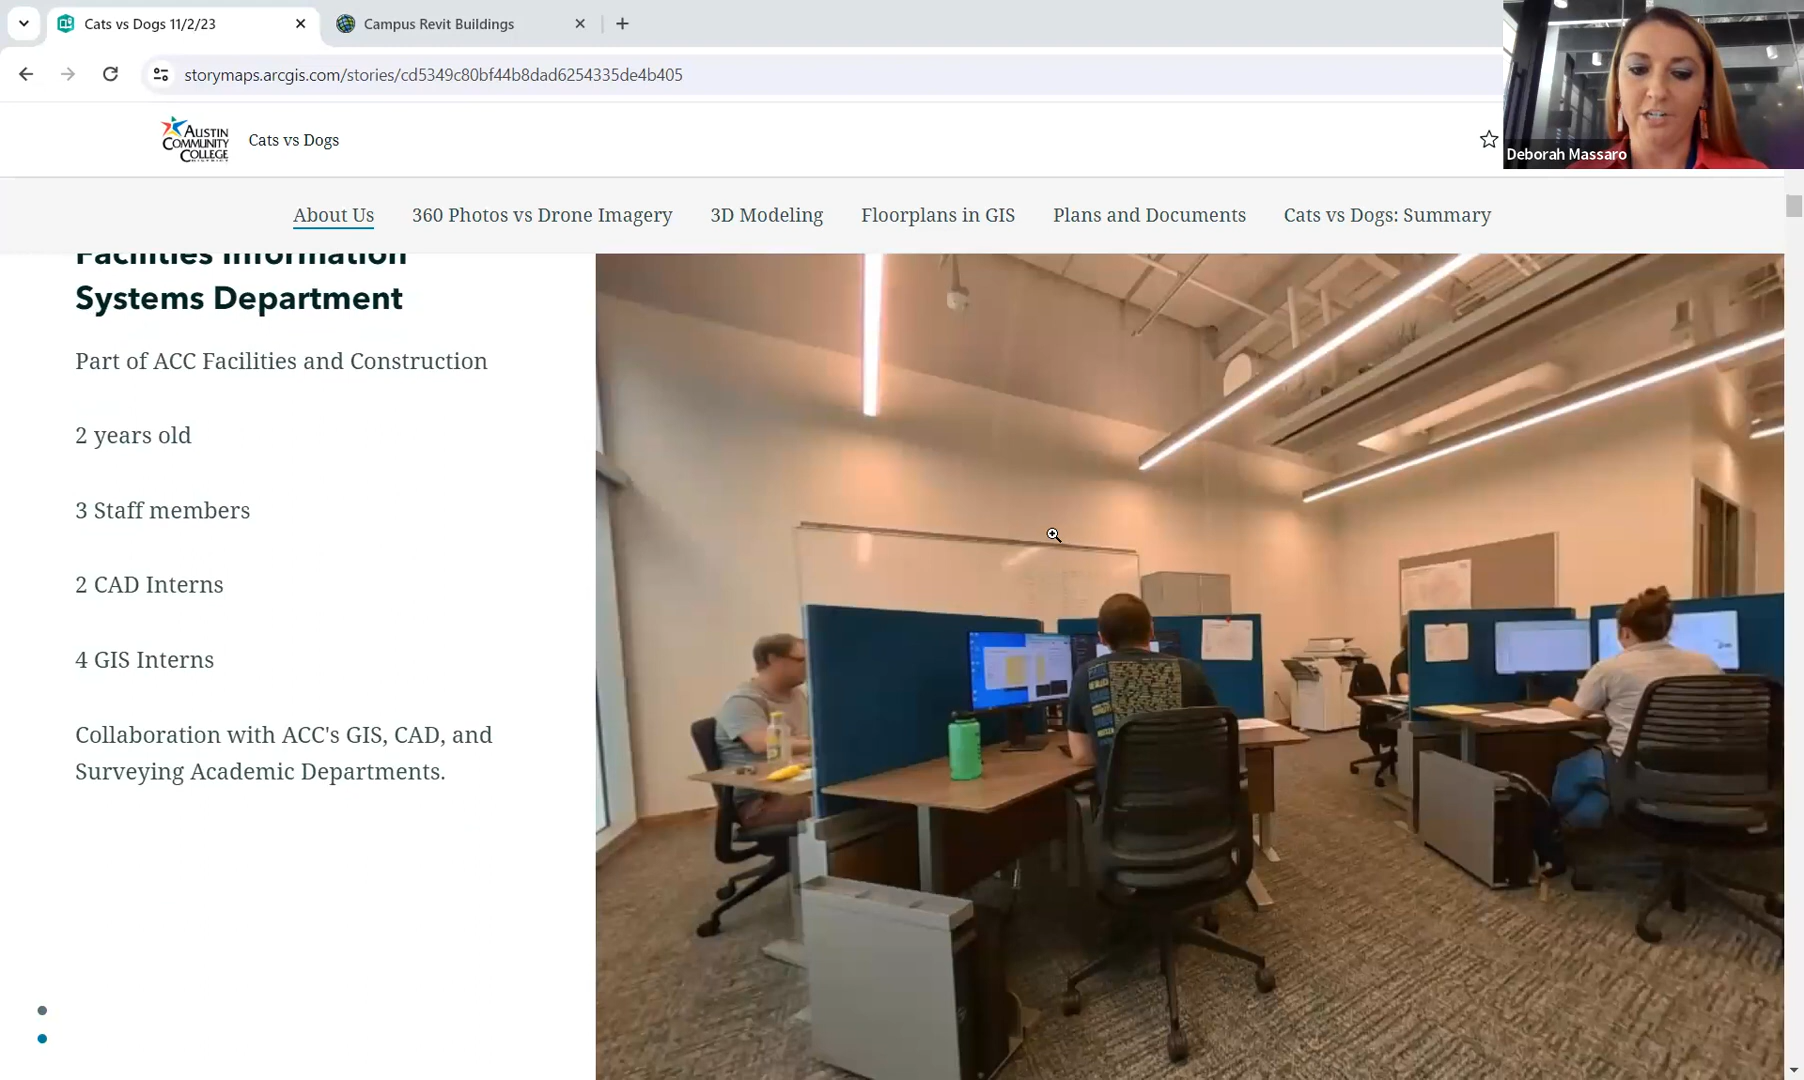 Cats vs Dogs 11/2/23
Campus Revit Buildings
storymaps.arcgis.com/stories/cd5349c80bf44b8dad6254335de4b405
AUSTIN
COMMUNITY
COLLEGE
Cats vs Dogs
Deborah Massaro
About Us
360 Photos vs Drone Imagery
3D Modeling
Floorplans in GIS
Plans and Documents
Cats vs Dogs: Summary
Facilities Information
Systems Department
Part of ACC Facilities and Construction
2 years old
3 Staff members
2 CAD Interns
4 GIS Interns
Collaboration with ACC's GIS, CAD, and
Surveying Academic Departments.